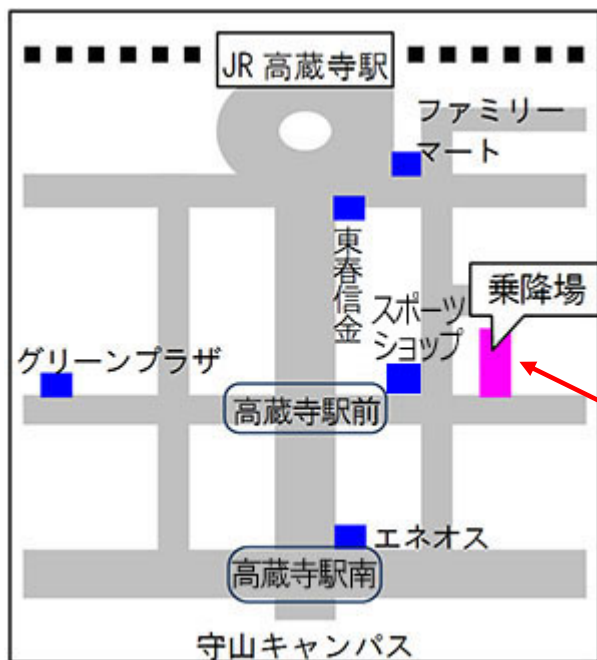 JR 高蔵寺駅
ファミリー
マート
東春信金
乗降場
スポーツ
ショップ
グリーンプラザ
高蔵寺駅前
エネオス
高蔵寺駅南
守山キャンパス